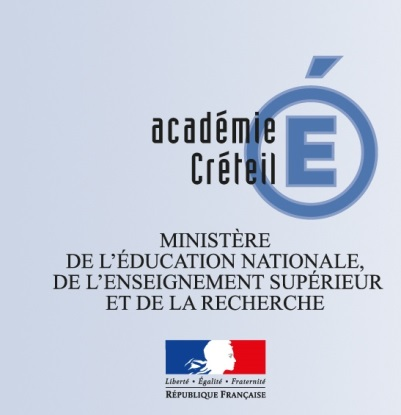 académie
Créteil
É
MINISTÈRE
DE L'ÉDUCATION NATIONALE,
DE L'ENSEIGNEMENT SUPÉRIEUR
ET DE LA RECHERCHE
Liberté • Égalité • Fraternité
RÉPUBLIQUE FRANÇAISE